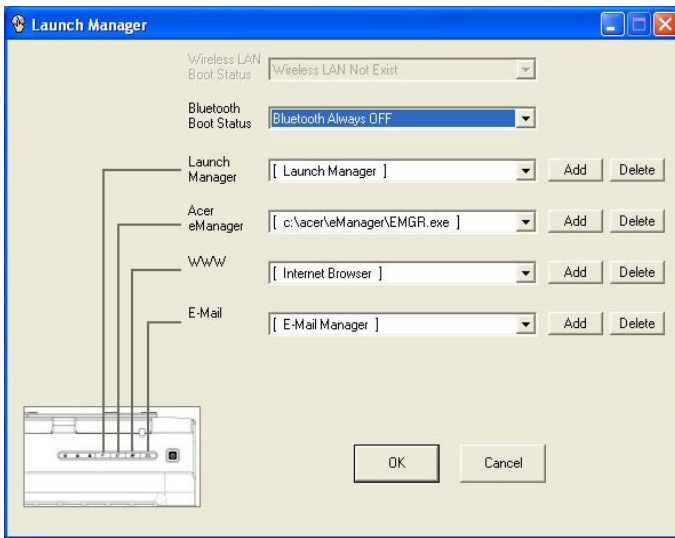 Launch Manager
Wireless LAN
Boot Status
Wireless LAN Not Exist
Bluetooth
Boot Status
Bluetooth Always OFF
Launch
Manager
[ Launch Manager ]
Add
Delete
Acer
eManager
[ c:\acer\eManager\EMGR.exe ]
Add
Delete
WWW
[ Internet Browser ]
Add
Delete
E-Mail
[ E-Mail Manager ]
Add
Delete
OK
Cancel